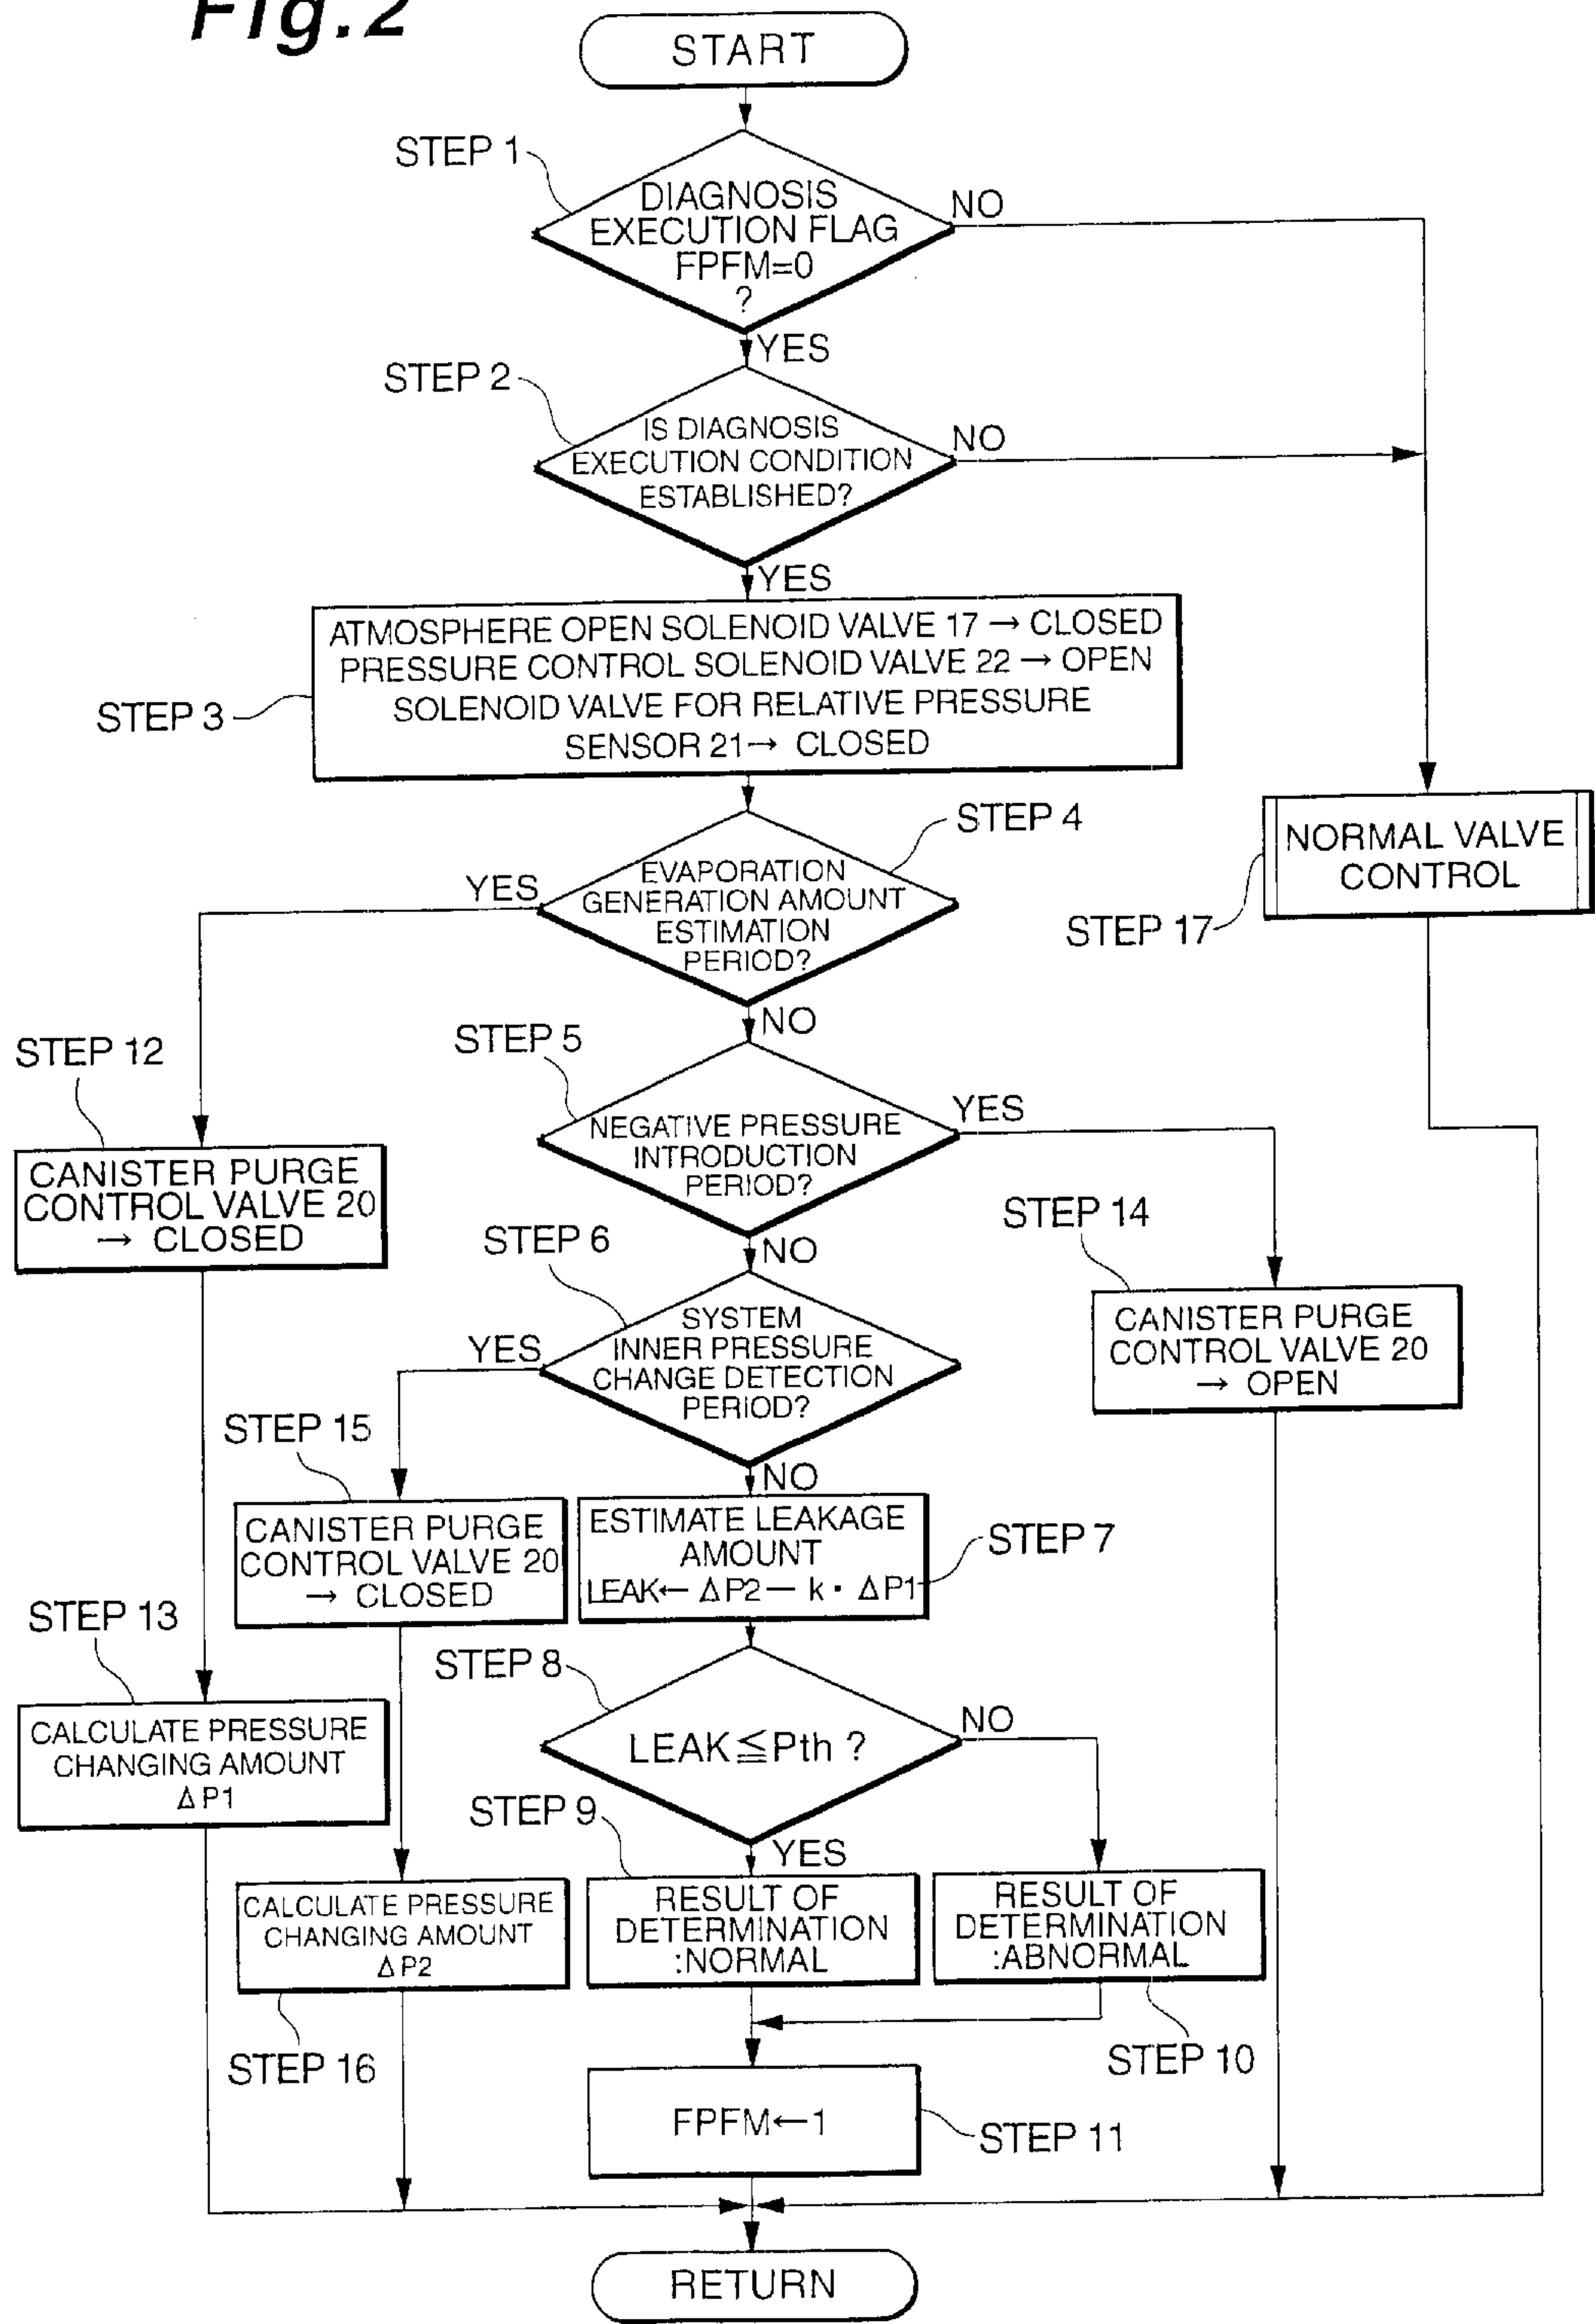 Fig.2
START
STEP 1
DIAGNOSIS
EXECUTION FLAG
FPFM=0
?
NO
YES
STEP 2
IS DIAGNOSIS
EXECUTION CONDITION
ESTABLISHED?
NO
YES
STEP 3
ATMOSPHERE OPEN SOLENOID VALVE 17 → CLOSED
PRESSURE CONTROL SOLENOID VALVE 22 → OPEN
SOLENOID VALVE FOR RELATIVE PRESSURE
SENSOR 21 → CLOSED
STEP 4
EVAPORATION
GENERATION AMOUNT
ESTIMATION
PERIOD?
YES
NO
NORMAL VALVE
CONTROL
STEP 17
STEP 5
NEGATIVE PRESSURE
INTRODUCTION
PERIOD?
YES
NO
STEP 12
CANISTER PURGE
CONTROL VALVE 20
→ CLOSED
STEP 14
CANISTER PURGE
CONTROL VALVE 20
→ OPEN
STEP 6
SYSTEM
INNER PRESSURE
CHANGE DETECTION
PERIOD?
YES
NO
STEP 15
CANISTER PURGE
CONTROL VALVE 20
→ CLOSED
ESTIMATE LEAKAGE
AMOUNT
LEAK← ΔP2 − k · ΔP1
STEP 7
STEP 13
CALCULATE PRESSURE
CHANGING AMOUNT
ΔP1
STEP 8
LEAK≦Pth ?
NO
YES
STEP 9
RESULT OF
DETERMINATION
:NORMAL
RESULT OF
DETERMINATION
:ABNORMAL
STEP 10
CALCULATE PRESSURE
CHANGING AMOUNT
ΔP2
STEP 16
FPFM←1
STEP 11
RETURN